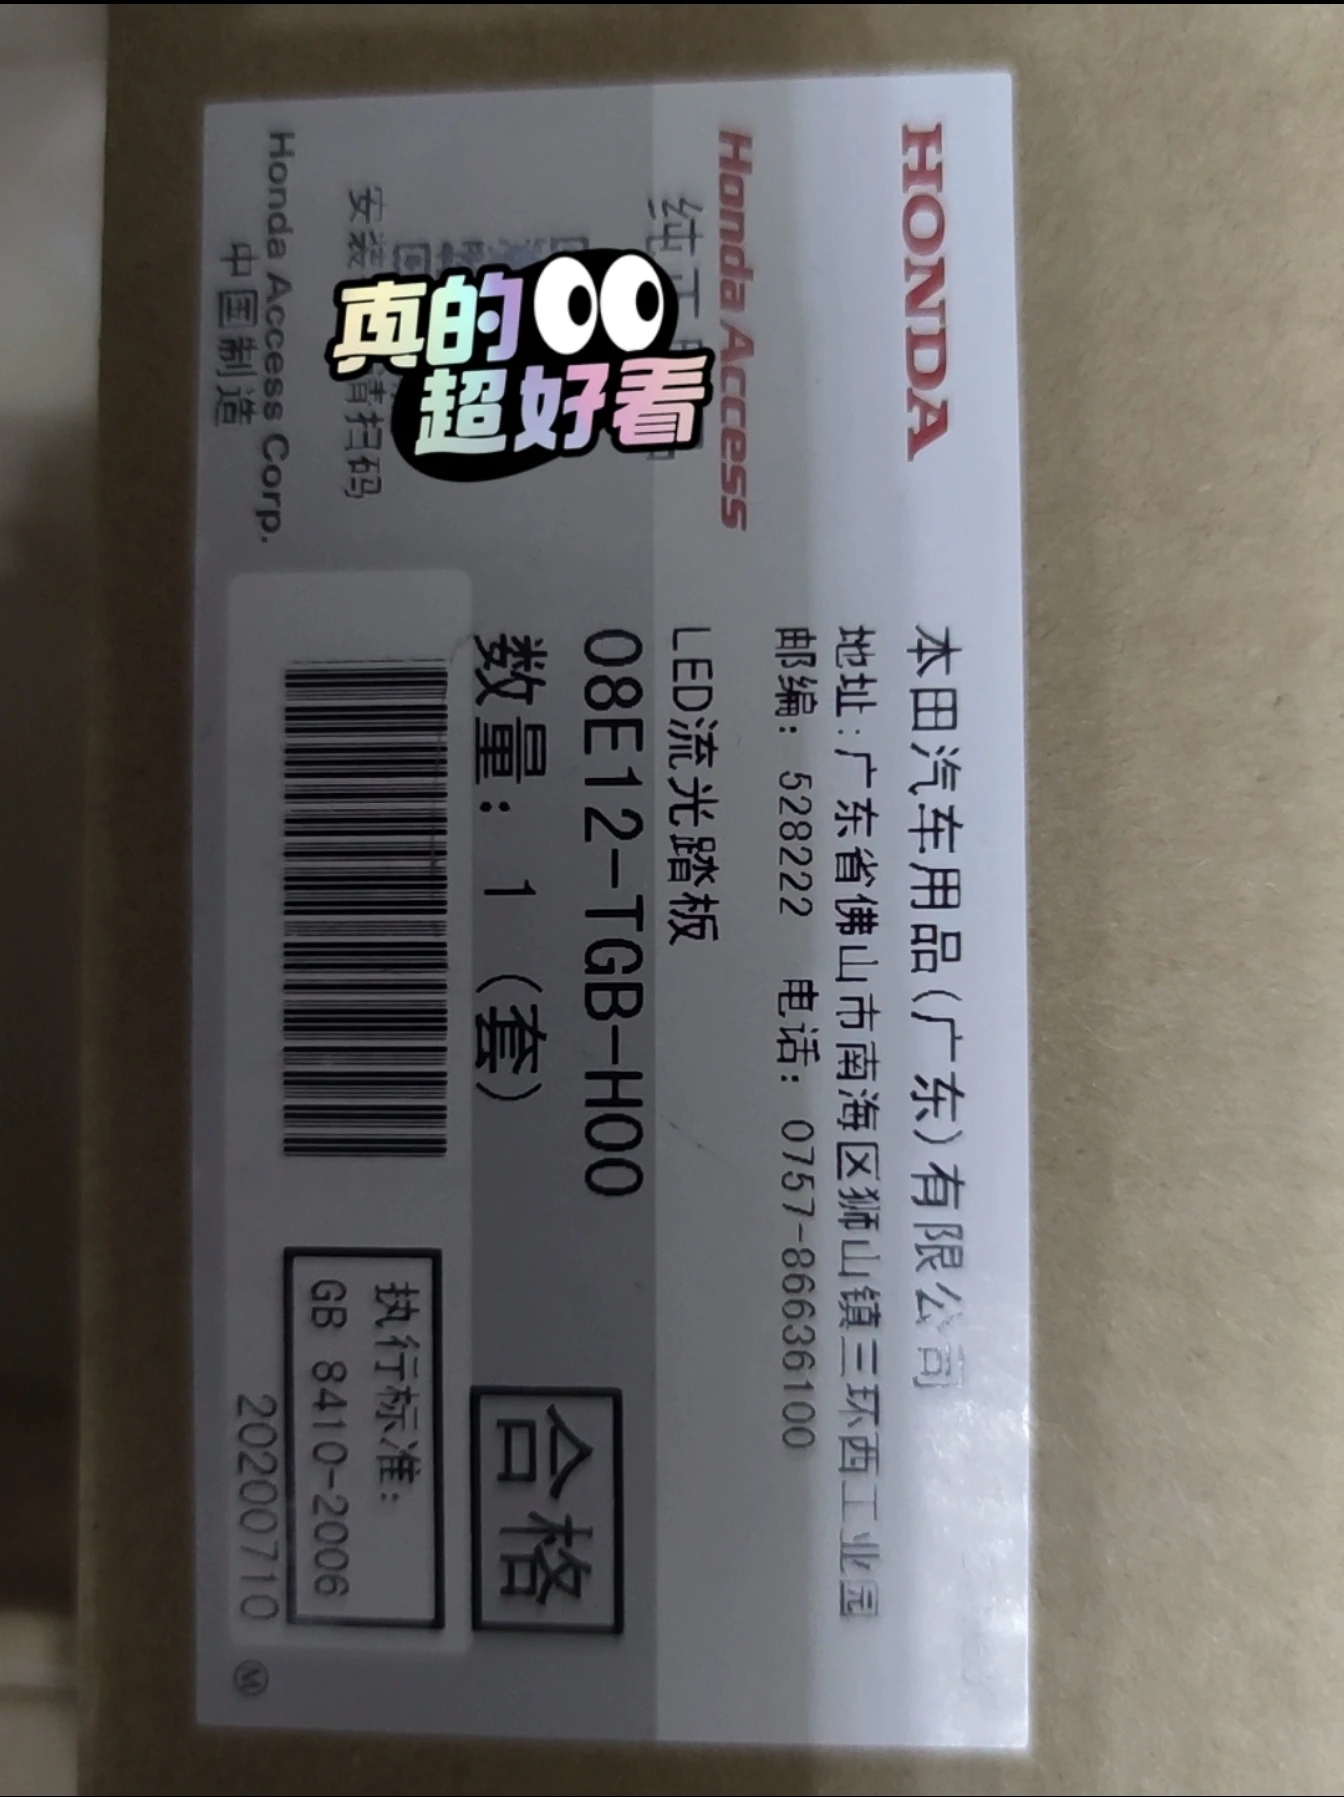 HONDA
本田汽车用品(广东)有限公司
地址:广东省佛山市南海区狮山镇三环西工业园
邮编: 528222 电话: 0757-86636100
Honda Access
LED流光踏板
08E12-TGB-H00
数量: 1 (套)
合格
真的
超好看
安装
请扫码
执行标准:
GB 8410-2006
Honda Access Corp.
中国制造
20200710
M